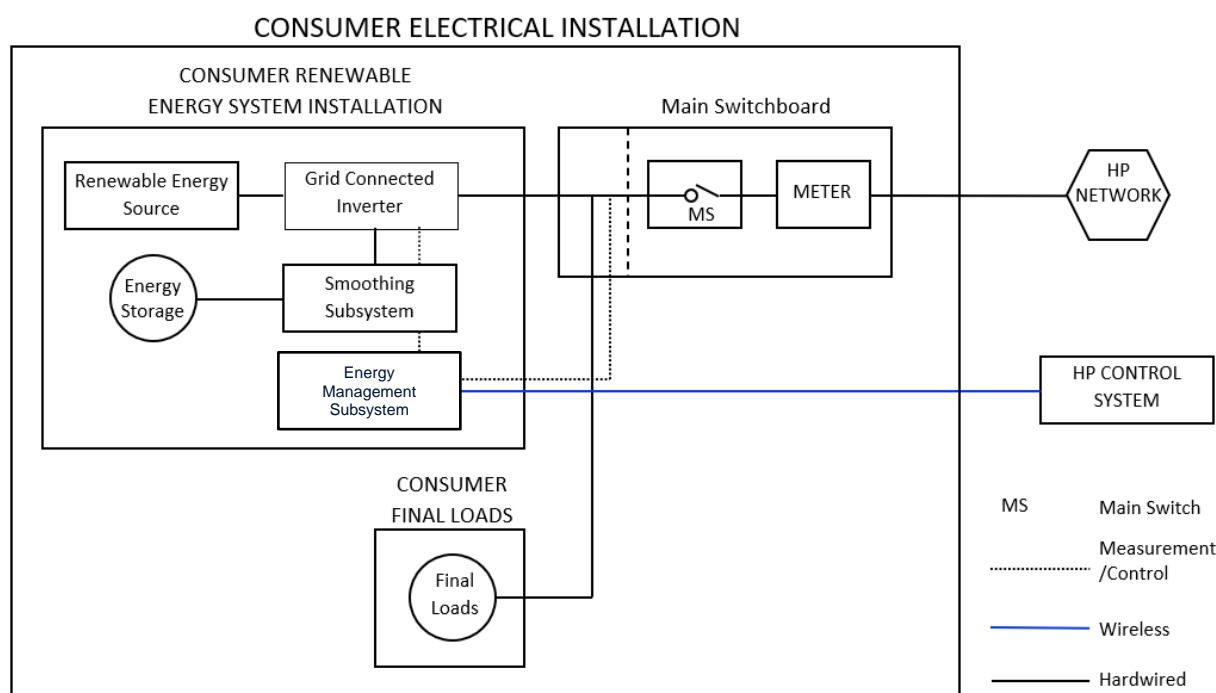 CONSUMER ELECTRICAL INSTALLATION
CONSUMER RENEWABLE
ENERGY SYSTEM INSTALLATION
Main Switchboard
Renewable Energy
Source
Grid Connected
Inverter
MS
METER
HP
NETWORK
Energy
Storage
Smoothing
Subsystem
Energy
Management
Subsystem
HP CONTROL
SYSTEM
CONSUMER
FINAL LOADS
Final
Loads
MS Main Switch
Measurement
/Control
Wireless
Hardwired